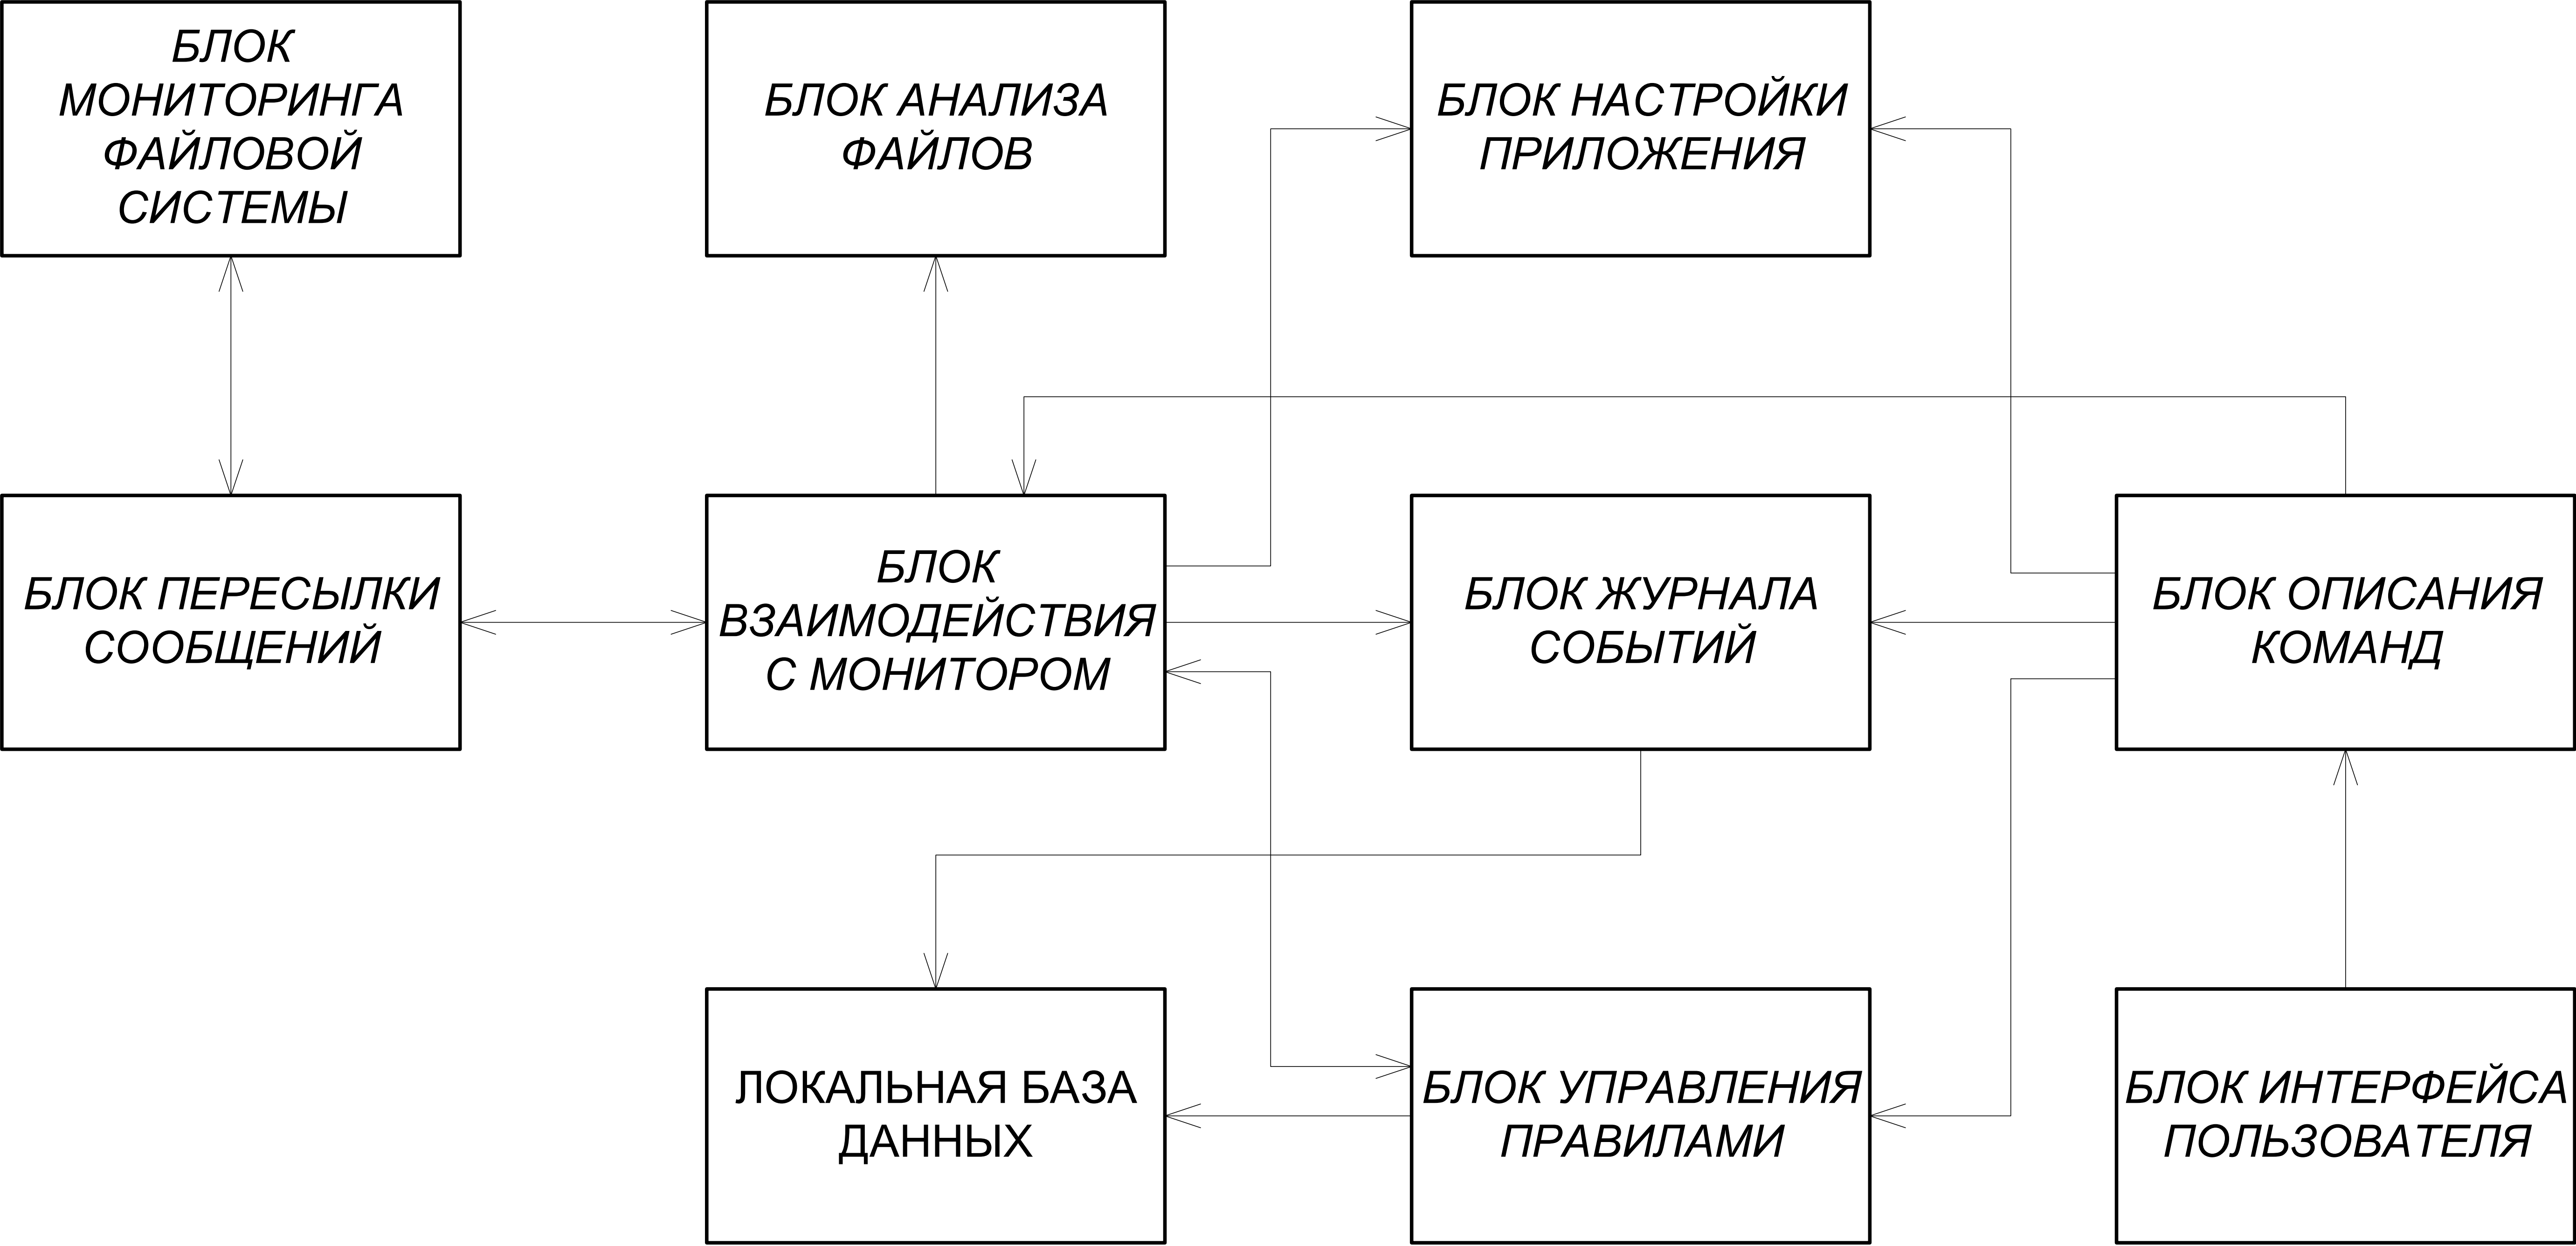 БЛОК
МОНИТОРИНГА
ФАЙЛОВОЙ
СИСТЕМЫ
БЛОК АНАЛИЗА
ФАЙЛОВ
БЛОК НАСТРОЙКИ
ПРИЛОЖЕНИЯ
БЛОК ПЕРЕСЫЛКИ
СООБЩЕНИЙ
БЛОК
ВЗАИМОДЕЙСТВИЯ
С МОНИТОРОМ
БЛОК ЖУРНАЛА
СОБЫТИЙ
БЛОК ОПИСАНИЯ
КОМАНД
ЛОКАЛЬНАЯ БАЗА
ДАННЫХ
БЛОК УПРАВЛЕНИЯ
ПРАВИЛАМИ
БЛОК ИНТЕРФЕЙСА
ПОЛЬЗОВАТЕЛЯ